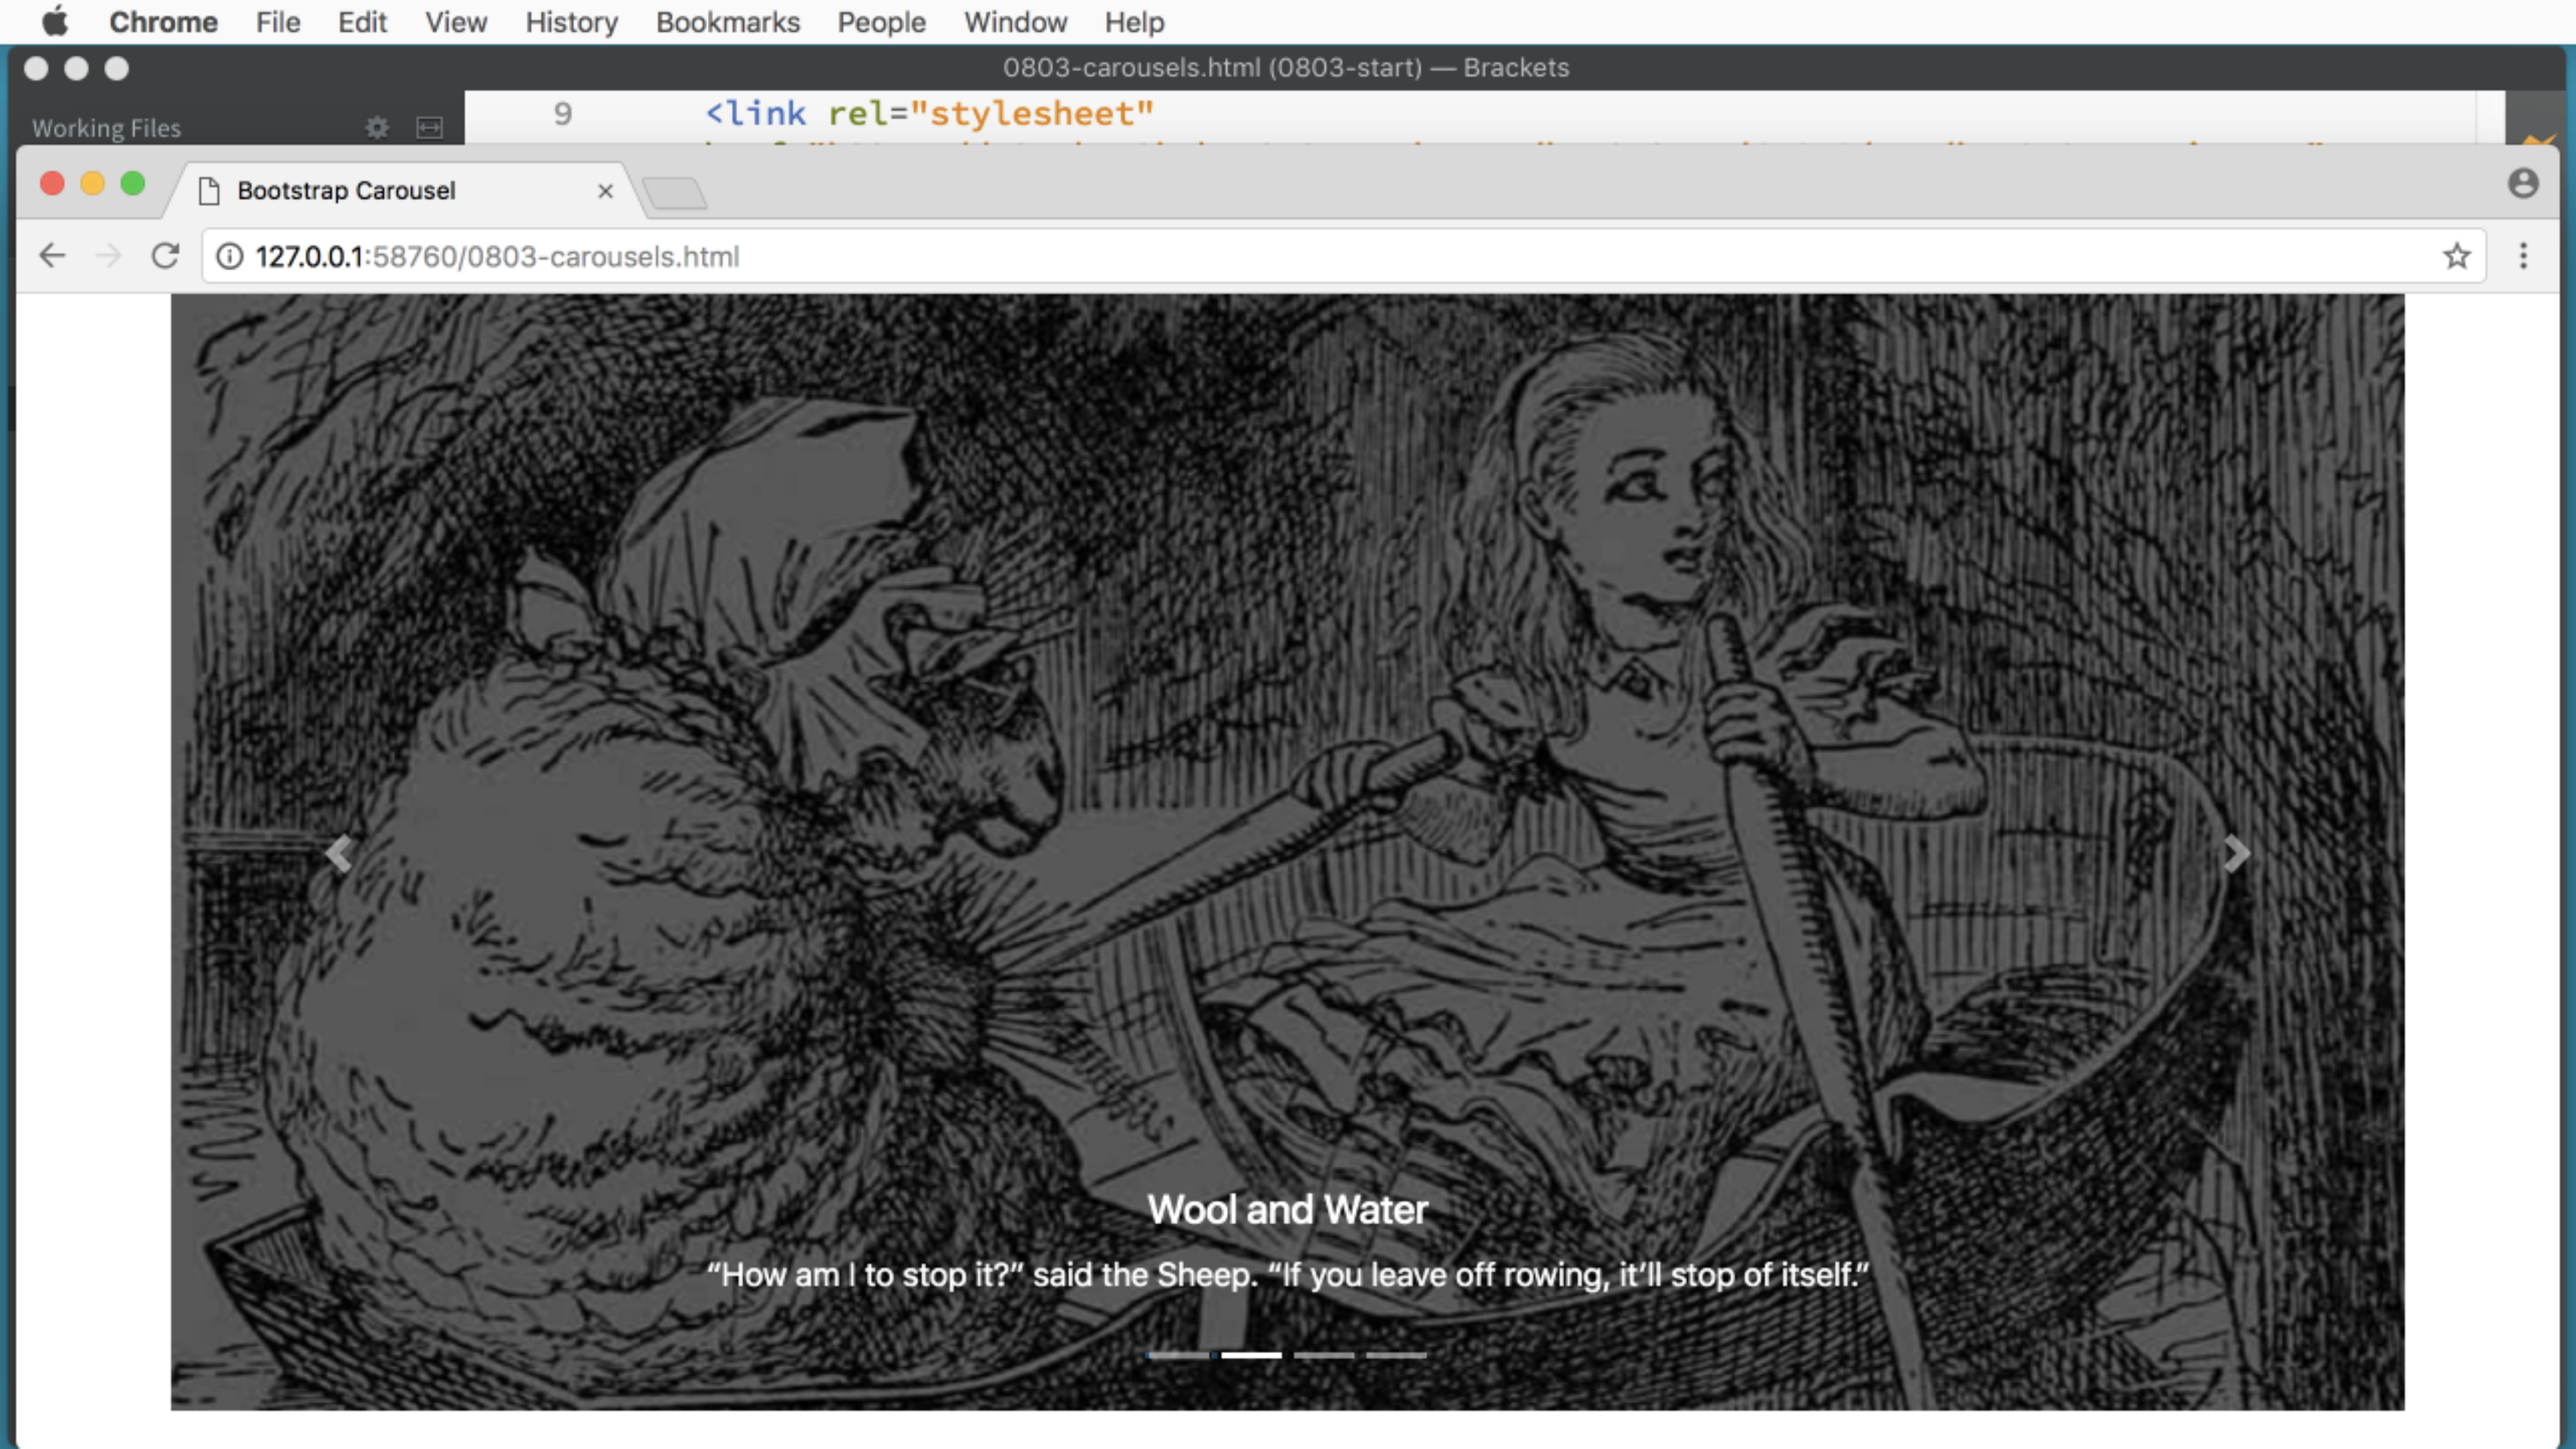 Chrome File Edit View History Bookmarks People Window Help
0803-carousels.html (0803-start) — Brackets
Working Files
9 <link rel="stylesheet"
Bootstrap Carousel
127.0.0.1:58760/0803-carousels.html
Wool and Water
“How am I to stop it?” said the Sheep. “If you leave off rowing, it’ll stop of itself.”